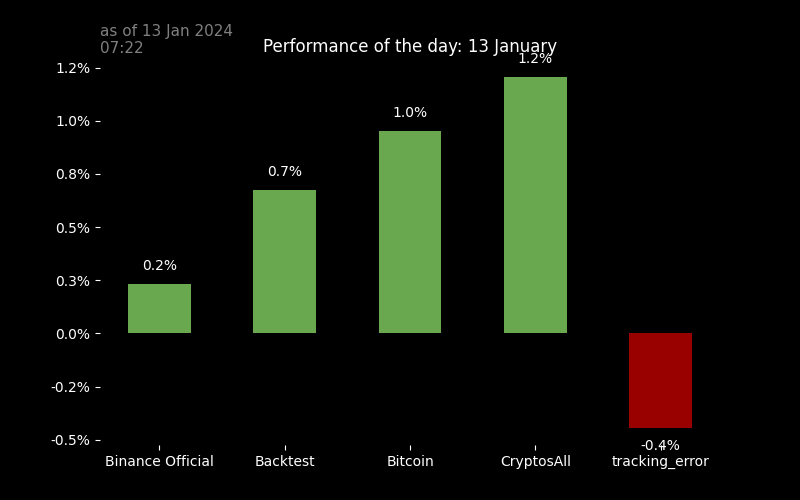 as of 13 Jan 2024
07:22
Performance of the day: 13 January
1.2%
1.0%
0.8%
0.5%
0.3%
0.0%
-0.2%
-0.5%
0.2%
0.7%
1.0%
1.2%
-0.4%
Binance Official
Backtest
Bitcoin
CryptosAll
tracking_error